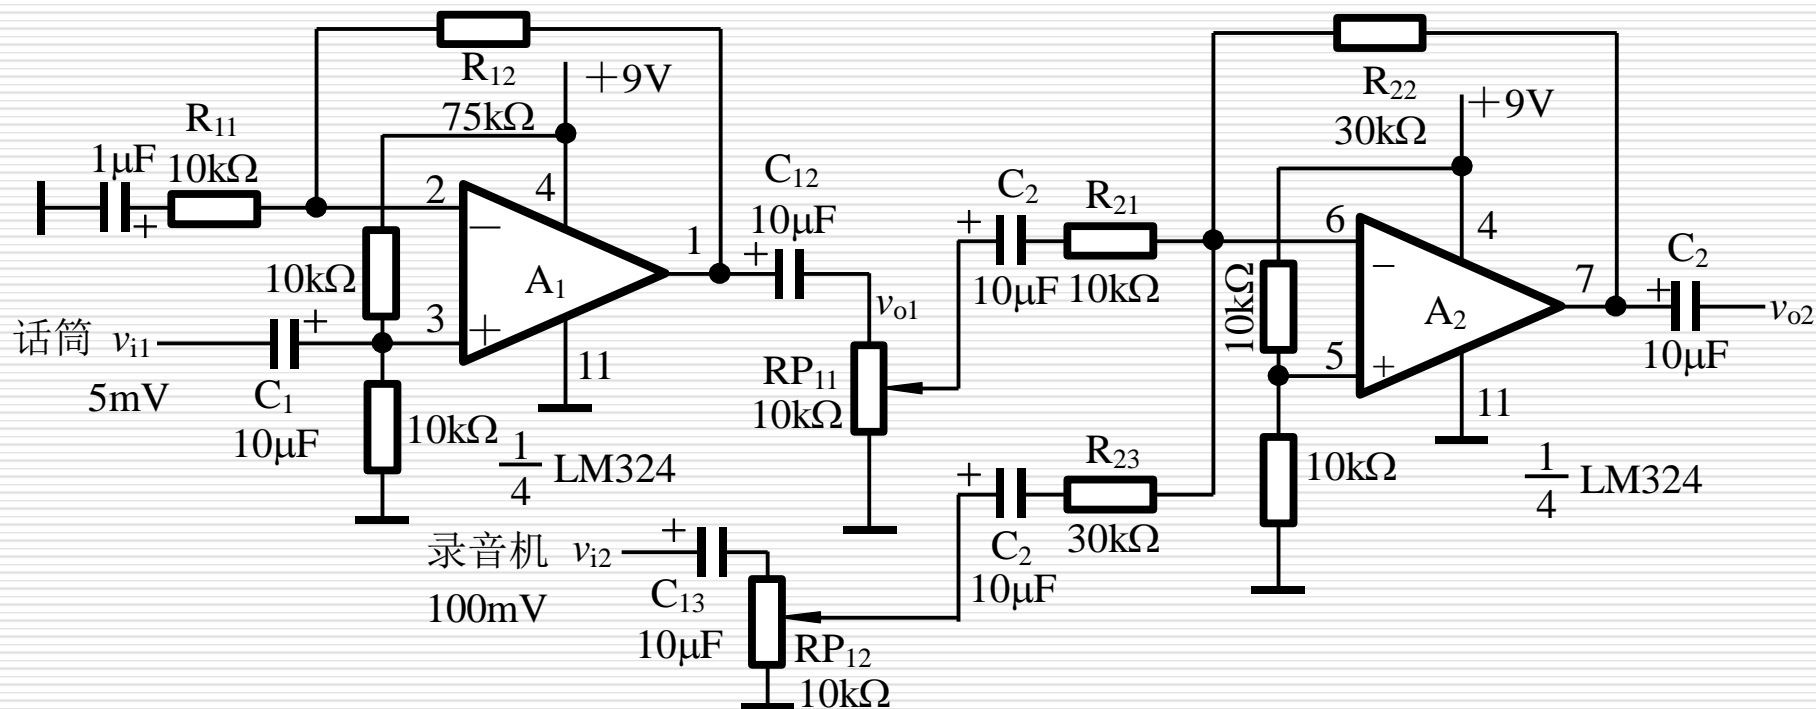 R12
75kΩ
＋9V
R11
10kΩ
1μF
+
2
4
−
10kΩ
A1
1
3
+
11
话筒 vi1
5mV
+
C1
10μF
10kΩ
1/4 LM324
C12
10μF
+
vo1
RP11
10kΩ
录音机 vi2
100mV
+
C13
10μF
RP12
10kΩ
C2
+
10μF
R21
10kΩ
+
C2
10μF
R23
30kΩ
R22
30kΩ
＋9V
6
4
−
10kΩ
A2
7
5
+
11
10kΩ
1/4 LM324
C2
+
10μF
vo2